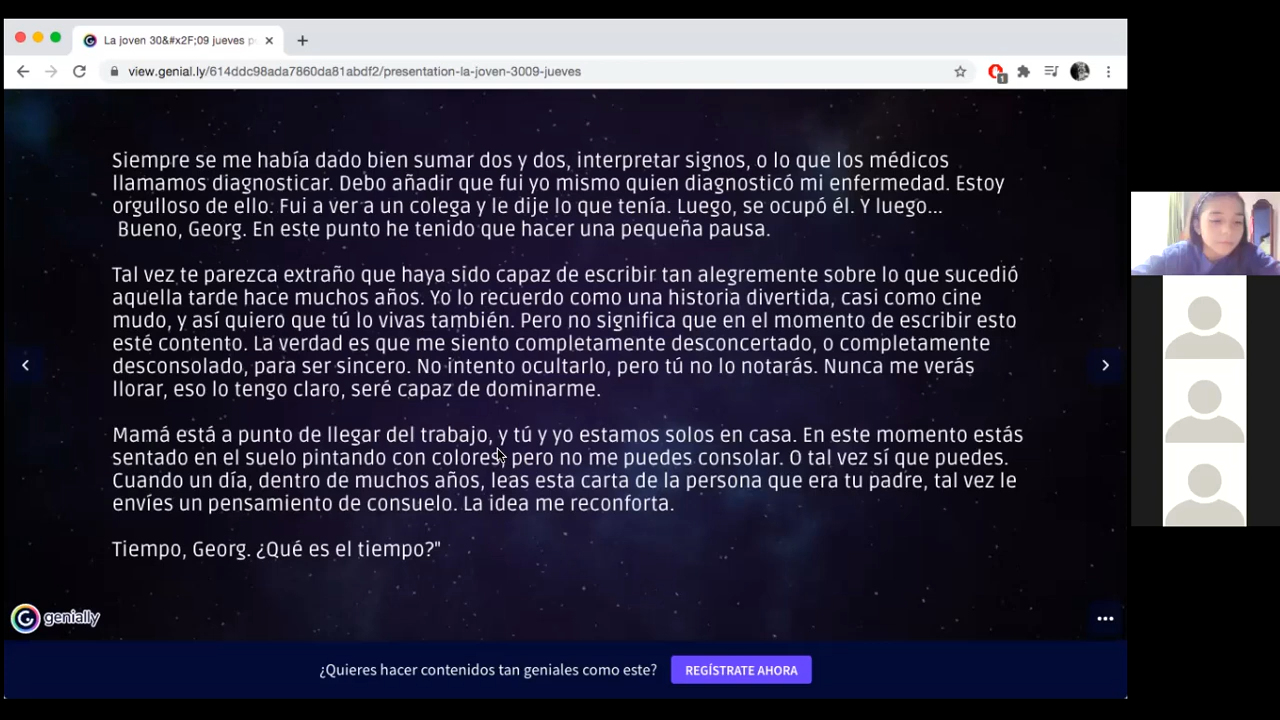 La joven 30&#x2F;09 jueves p
view.genial.ly/614ddc98ada7860da81abdf2/presentation-la-joven-3009-jueves
1
Siempre se me había dado bien sumar dos y dos, interpretar signos, o lo que los médicos
llamamos diagnosticar. Debo añadir que fui yo mismo quien diagnosticó mi enfermedad. Estoy
orgulloso de ello. Fui a ver a un colega y le dije lo que tenía. Luego, se ocupó él. Y luego...
Bueno, Georg. En este punto he tenido que hacer una pequeña pausa.
Tal vez te parezca extraño que haya sido capaz de escribir tan alegremente sobre lo que sucedió
aquella tarde hace muchos años. Yo lo recuerdo como una historia divertida, casi como cine
mudo, y así quiero que tú lo vivas también. Pero no significa que en el momento de escribir esto
esté contento. La verdad es que me siento completamente desconcertado, o completamente
desconsolado, para ser sincero. No intento ocultarlo, pero tú no lo notarás. Nunca me verás
llorar, eso lo tengo claro, seré capaz de dominarme.
Mamá está a punto de llegar del trabajo, y tú y yo estamos solos en casa. En este momento estás
sentado en el suelo pintando con colores, pero no me puedes consolar. O tal vez sí que puedes.
Cuando un día, dentro de muchos años, leas esta carta de la persona que era tu padre, tal vez le
envíes un pensamiento de consuelo. La idea me reconforta.
Tiempo, Georg. ¿Qué es el tiempo?"
genially
¿Quieres hacer contenidos tan geniales como este?
REGÍSTRATE AHORA